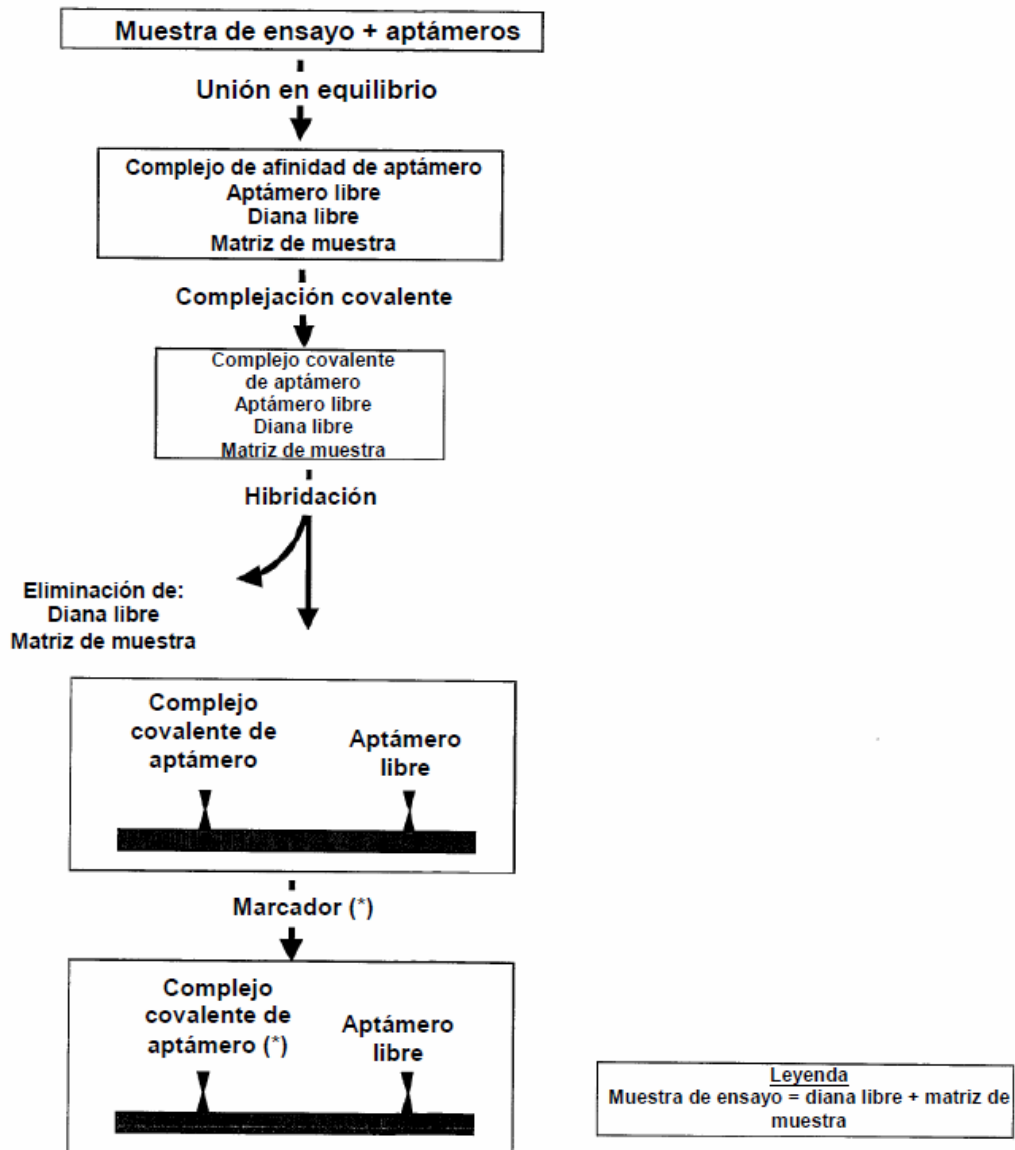 Muestra de ensayo + aptámeros
Unión en equilibrio
Complejo de afinidad de aptámero
Aptámero libre
Diana libre
Matriz de muestra
Complejación covalente
Complejo covalente
de aptámero
Aptámero libre
Diana libre
Matriz de muestra
Hibridación
Eliminación de:
Diana libre
Matriz de muestra
Complejo
covalente de
aptámero
Aptámero
libre
Marcador (*)
Complejo
covalente de
aptámero (*)
Aptámero
libre
Leyenda
Muestra de ensayo = diana libre + matriz de
muestra